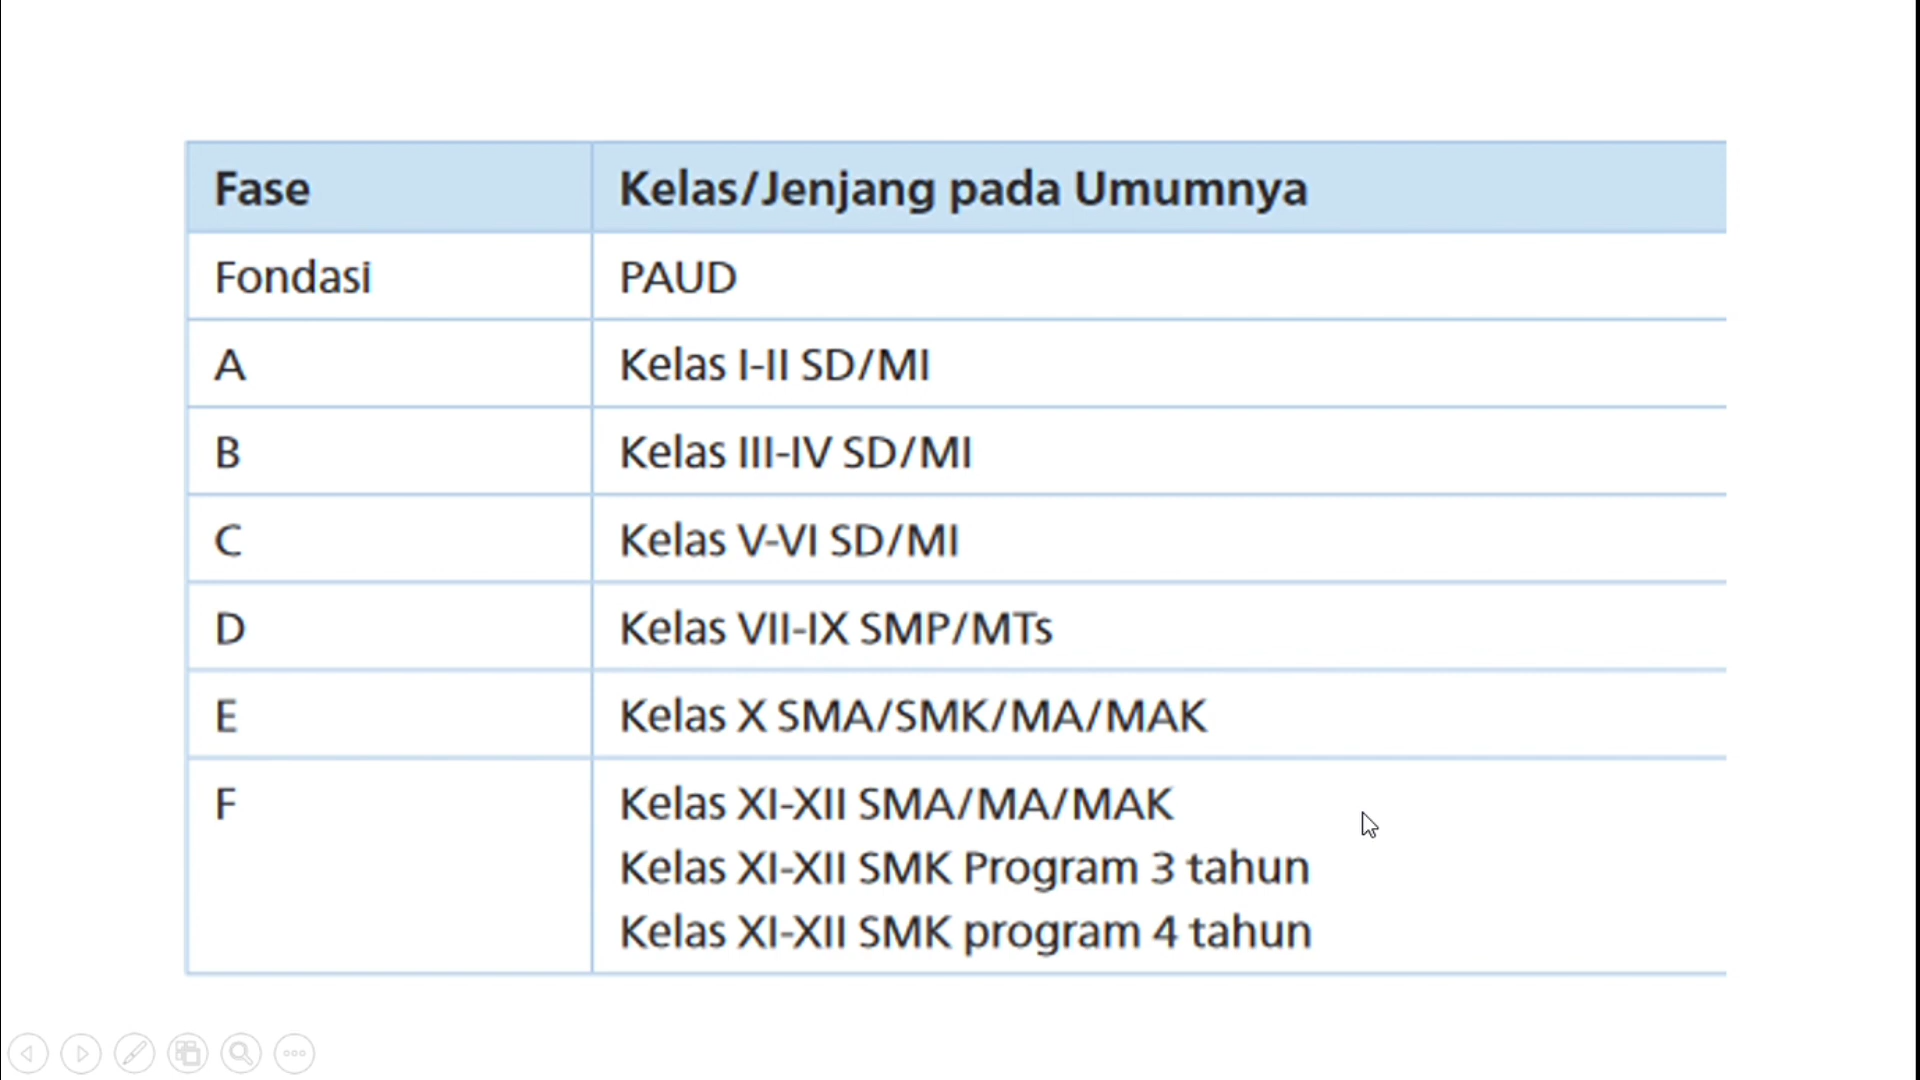 Fase Kelas/Jenjang pada Umumnya
Fondasi PAUD
A Kelas I-II SD/MI
B Kelas III-IV SD/MI
C Kelas V-VI SD/MI
D Kelas VII-IX SMP/MTs
E Kelas X SMA/SMK/MA/MAK
F Kelas XI-XII SMA/MA/MAK
Kelas XI-XII SMK Program 3 tahun
Kelas XI-XII SMK program 4 tahun